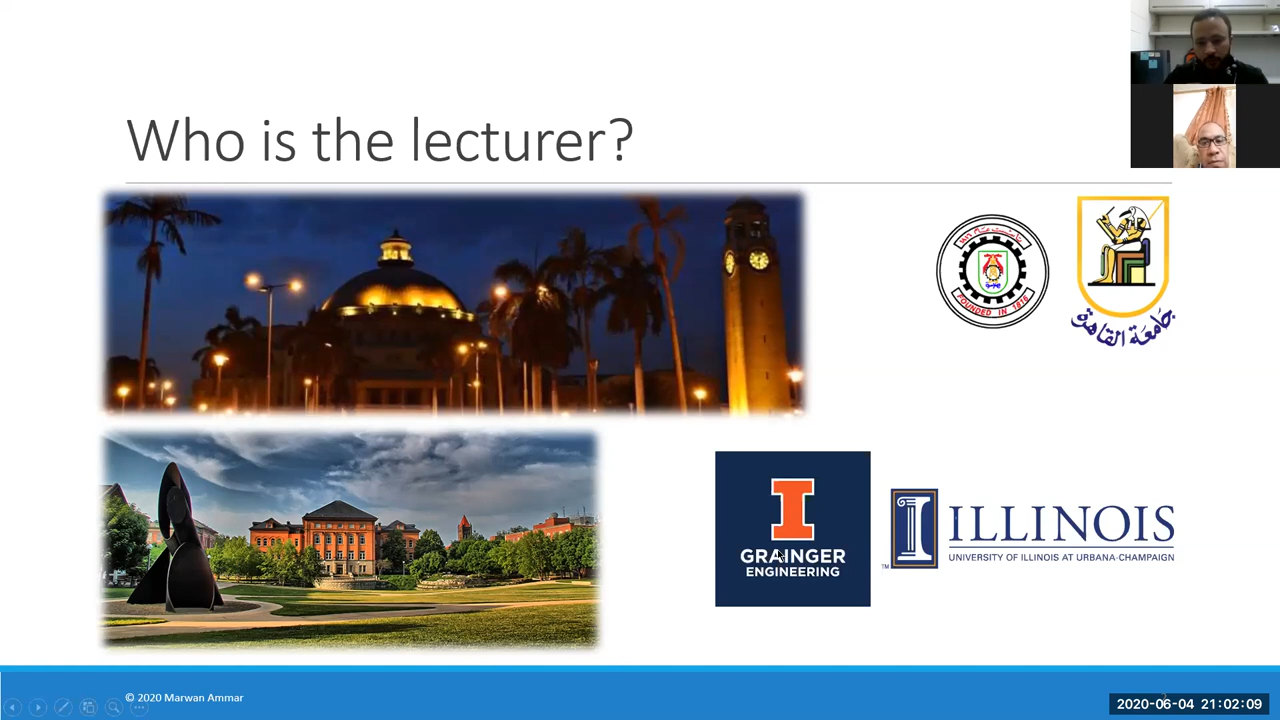 Who is the lecturer?
FOUNDED IN 1816
جامعة القاهرة
GRAINGER
ENGINEERING
ILLINOIS
UNIVERSITY OF ILLINOIS AT URBANA-CHAMPAIGN
TM
© 2020 Marwan Ammar
2020-06-04 21:02:09